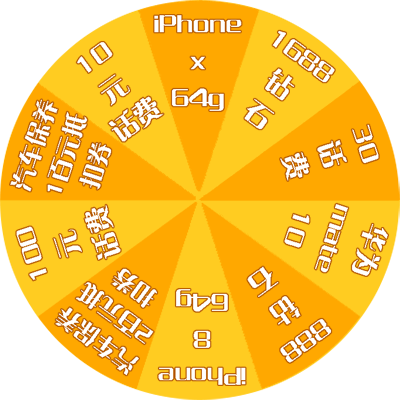 iPhone
x
64g
1688
钻
石
30
话
费
华为
mate
10
888
钻
石
iPhone
8
64g
汽车保养
2百元抵
扣券
100
元
话费
汽车保养
1百元抵
扣券
10
元
话费